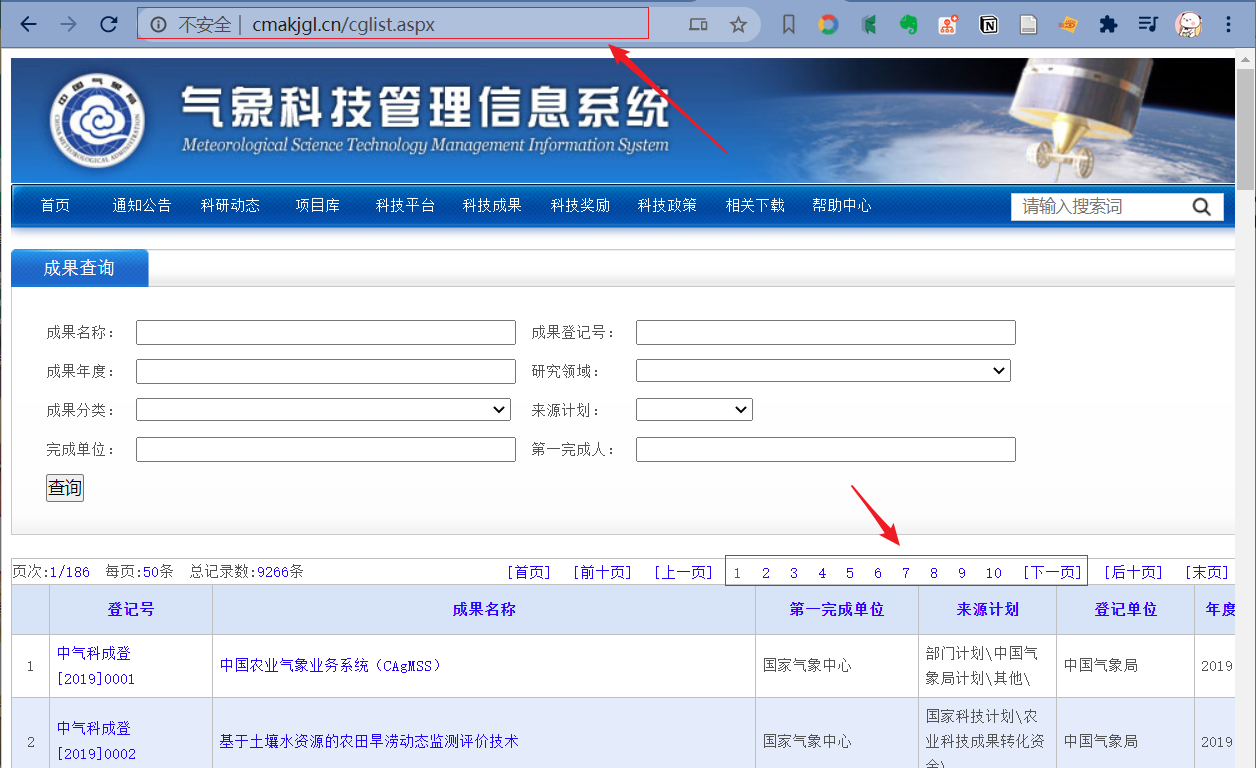 不安全 | cmakjgl.cn/cglist.aspx
中国气象局
CHINA METEOROLOGICAL ADMINISTRATION
气象科技管理信息系统
Meteorological Science Technology Management Information System
首页 通知公告 科研动态 项目库 科技平台 科技成果 科技奖励 科技政策 相关下载 帮助中心 请输入搜索词
成果查询
成果名称： 成果登记号：
成果年度： 研究领域：
成果分类： 来源计划：
完成单位： 第一完成人：
查询
页次:1/186 每页:50条 总记录数:9266条 [首页] [前十页] [上一页] 1 2 3 4 5 6 7 8 9 10 [下一页] [后十页] [末页]
登记号 成果名称 第一完成单位 来源计划 登记单位 年度
1 中气科成登[2019]0001 中国农业气象业务系统（CAgMSS） 国家气象中心 部门计划\中国气象局计划\其他\ 中国气象局 2019
2 中气科成登[2019]0002 基于土壤水资源的农田旱涝动态监测评价技术 国家气象中心 国家科技计划\农业科技成果转化资金\ 中国气象局 2019